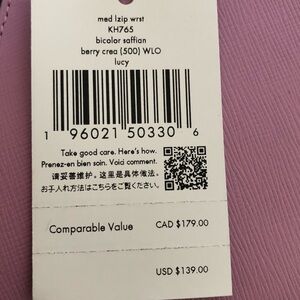 med lzip wrst
KH765
bicolor saffian
berry crea (500) WLO
lucy
1 96021 50330 6
Take good care. Here's how.
Prenez-en bien soin. Voici comment.
请妥善维护。这里是具体做法。
お手入れ方法はこちらをご覧ください。
Comparable Value CAD $179.00
USD $139.00